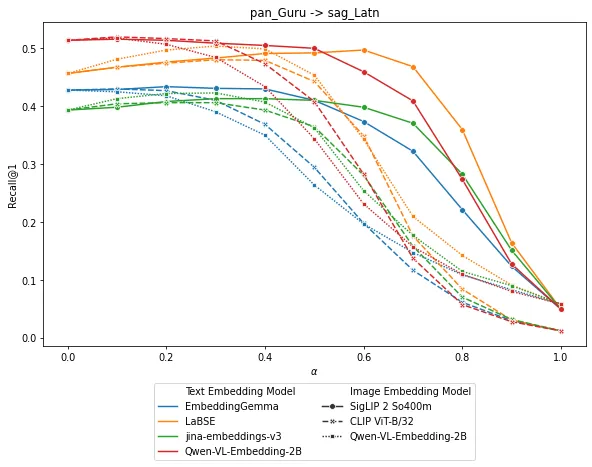 pan_Guru -> sag_Latn
Recall@1
0.5
0.4
0.3
0.2
0.1
0.0
0.0 0.2 0.4 0.6 0.8 1.0
α
Text Embedding Model
EmbeddingGemma
LaBSE
jina-embeddings-v3
Qwen-VL-Embedding-2B
Image Embedding Model
SigLIP 2 So400m
CLIP ViT-B/32
Qwen-VL-Embedding-2B